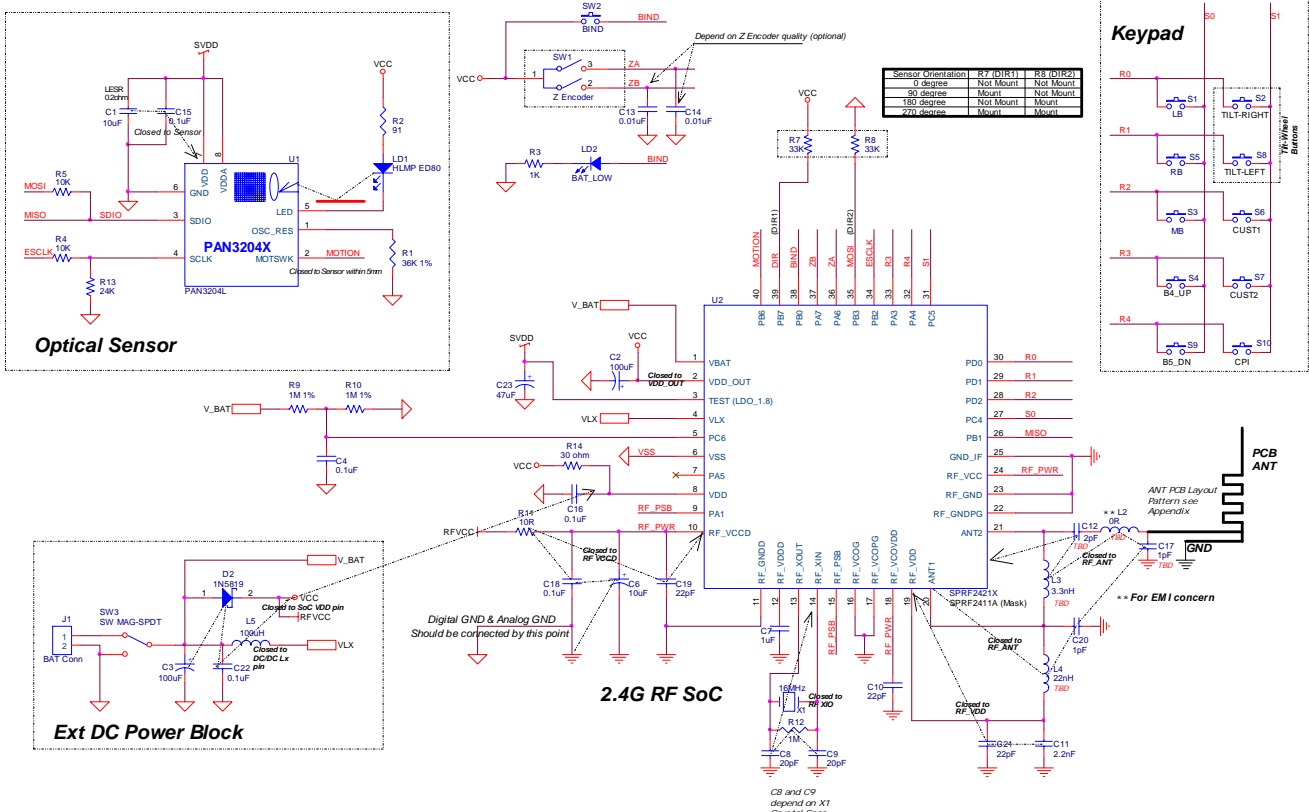 SVDD
VCC
LESR
0.2ohm
C1
10uF
C15
0.1uF
Closed to Sensor
R2
91
LD1
HLMP ED80
U1
7
8
VDD
VDDA
R5
10K
MOSI
MISO
SDIO
6
GND
3
SDIO
LED
5
OSC_RES
1
PAN3204X
R4
10K
ESCLK
4
SCLK
MOTSWK
2
MOTION
R1
36K 1%
Closed to Sensor within 5mm
R13
24K
PAN3204L
Optical Sensor
SW2
BIND
BIND
Depend on Z Encoder quality (optional)
VCC
SW1
1
3
2
ZA
ZB
Z Encoder
C13
0.01uF
C14
0.01uF
R3
1K
LD2
BAT_LOW
BIND
Sensor Orientation R7 (DIR1) R8 (DIR2)
0 degree Not Mount Not Mount
90 degree Mount Not Mount
180 degree Not Mount Mount
270 degree Mount Mount
VCC
R7
33K
R8
33K
Keypad
S0
S1
R0
S1
LB
S2
TILT-RIGHT
R1
S5
RB
S8
TILT-LEFT
Tilt-Wheel
Buttons
R2
S3
MB
S6
CUST1
R3
S4
B4_UP
S7
CUST2
R4
S9
B5_DN
S10
CPI
MOTION
DIR (DIR1)
BIND
ZB
ZA
MOSI (DIR2)
ESCLK
R3
R4
S1
40
39
38
37
36
35
34
33
32
31
PB6
PB7
PB0
PA7
PA6
PB3
PB2
PA3
PA4
PC5
U2
V_BAT
1
VBAT
SVDD
VCC
C2
100uF
Closed to
VDD_OUT
2
VDD_OUT
C23
47uF
3
TEST (LDO_1.8)
VLX
4
VLX
R9
1M 1%
R10
1M 1%
V_BAT
5
PC6
C4
0.1uF
R14
30 ohm
VSS
6
VSS
VCC
7
PA5
8
VDD
C16
0.1uF
RF_PSB
9
PA1
RFVCC
R11
10R
RF_PWR
10
RF_VCCD
Closed to
RF VCCD
C18
0.1uF
C6
10uF
C19
22pF
Digital GND & Analog GND
Should be connected by this point
PD0
30
R0
PD1
29
R1
PD2
28
R2
PC4
27
S0
PB1
26
MISO
GND_IF
25
RF_VCC
24
RF_PWR
RF_GND
23
RF_GNDPG
22
ANT2
21
RF_GNDD
RF_VDDD
RF_XOUT
RF_XIN
RF_PSB
RF_VCOG
RF_VCOPG
RF_VCOVDD
RF_VDD
ANT1
11
12
13
14
15
16
17
18
19
20
SPRF2421X
SPRF2411A (Mask)
C7
1uF
RF_PSB
RF_PWR
C10
22pF
16MHz
X1
Closed to
RF XIO
R12
1M
C8
20pF
C9
20pF
C8 and C9
depend on X1
2.4G RF SoC
PCB
ANT
ANT PCB Layout
Pattern see
Appendix
C12
2pF
TBD
** L2
0R
TBD
Closed to
RF_ANT
C17
1pF
TBD
GND
L3
3.3nH
TBD
** For EMI concern
C20
1pF
Closed to
RF_ANT
L4
22nH
TBD
Closed to
RF_VDD
C21
22pF
C11
2.2nF
V_BAT
D2
1N5819
1
2
VCC
Closed to SoC VDD pin
RFVCC
SW3
SW MAG-SPDT
J1
1
2
BAT Conn
L5
100uH
VLX
Closed to
DC/DC Lx
pin
C3
100uF
C22
0.1uF
Ext DC Power Block